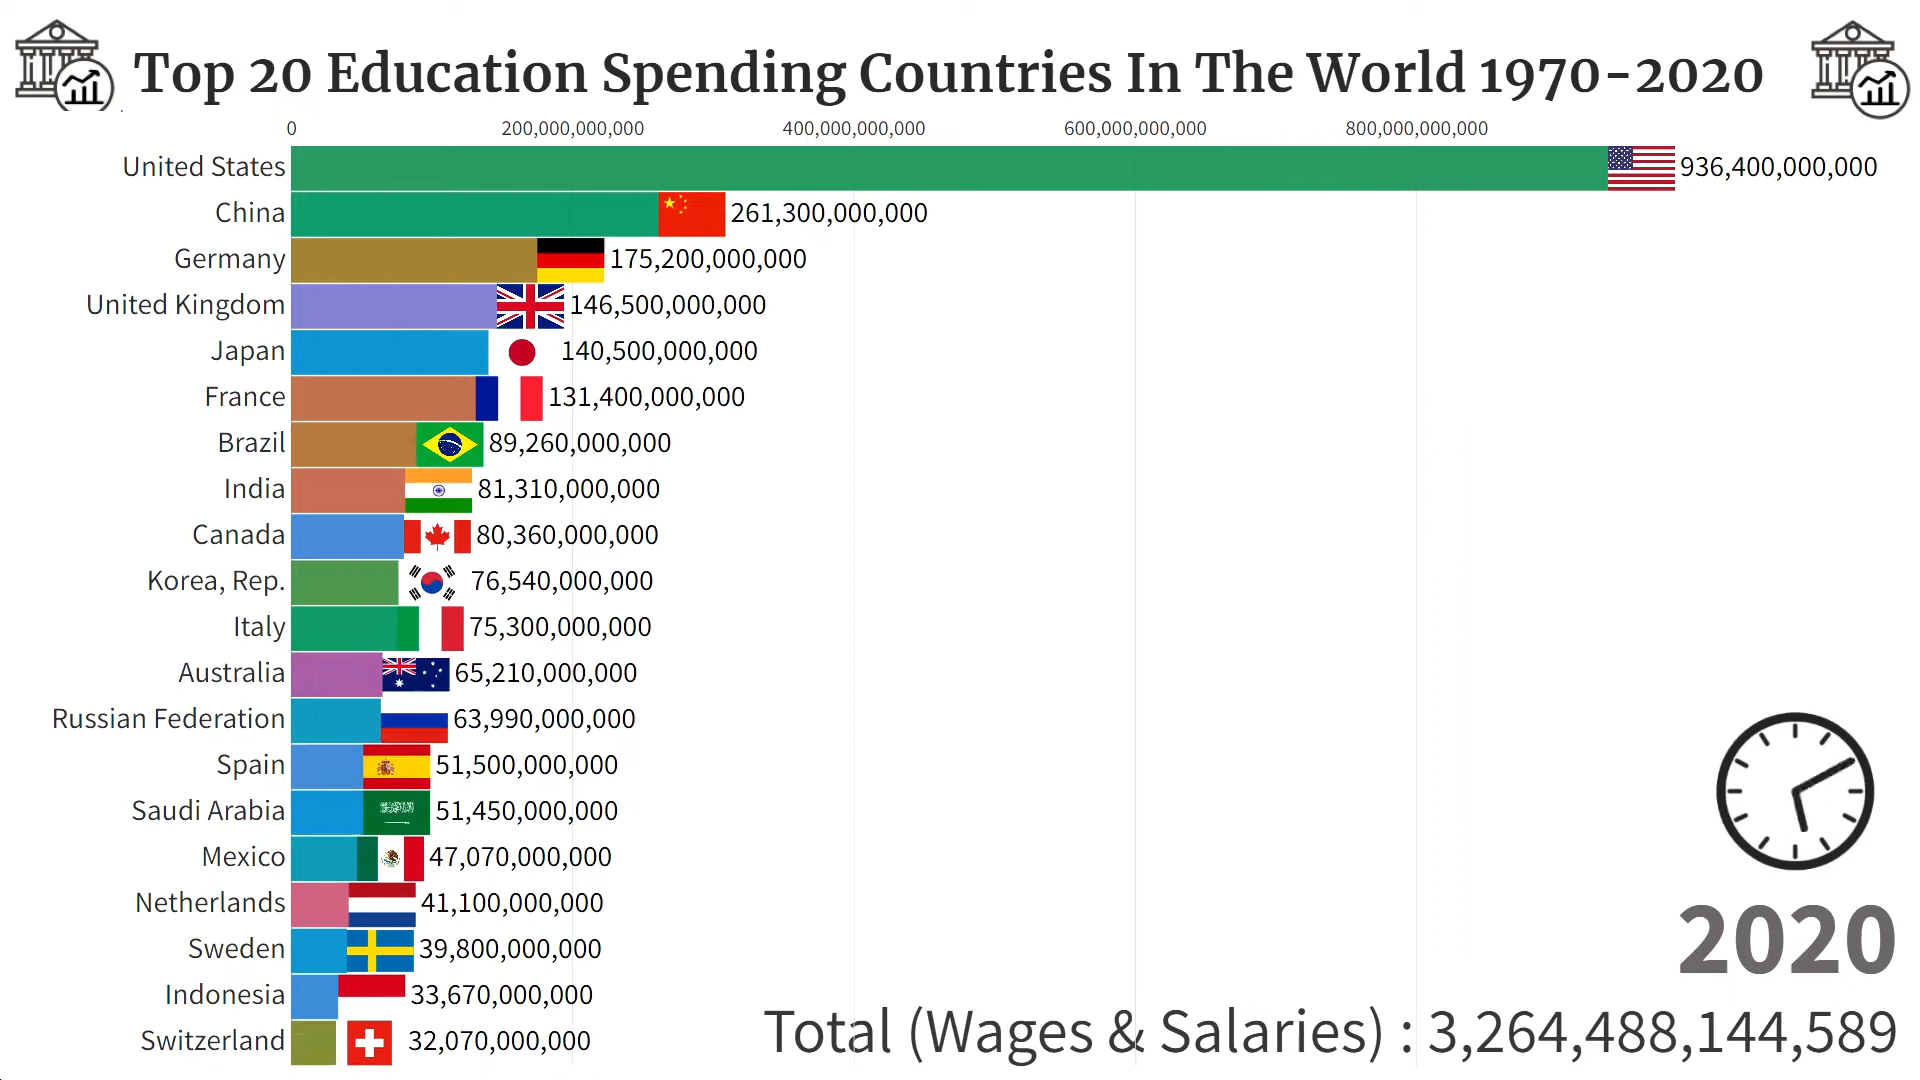 Top 20 Education Spending Countries In The World 1970-2020
0 200,000,000,000 400,000,000,000 600,000,000,000 800,000,000,000
United States 936,400,000,000
China 261,300,000,000
Germany 175,200,000,000
United Kingdom 146,500,000,000
Japan 140,500,000,000
France 131,400,000,000
Brazil 89,260,000,000
India 81,310,000,000
Canada 80,360,000,000
Korea, Rep. 76,540,000,000
Italy 75,300,000,000
Australia 65,210,000,000
Russian Federation 63,990,000,000
Spain 51,500,000,000
Saudi Arabia 51,450,000,000
Mexico 47,070,000,000
Netherlands 41,100,000,000
Sweden 39,800,000,000
Indonesia 33,670,000,000
Switzerland 32,070,000,000
2020
Total (Wages & Salaries) : 3,264,488,144,589